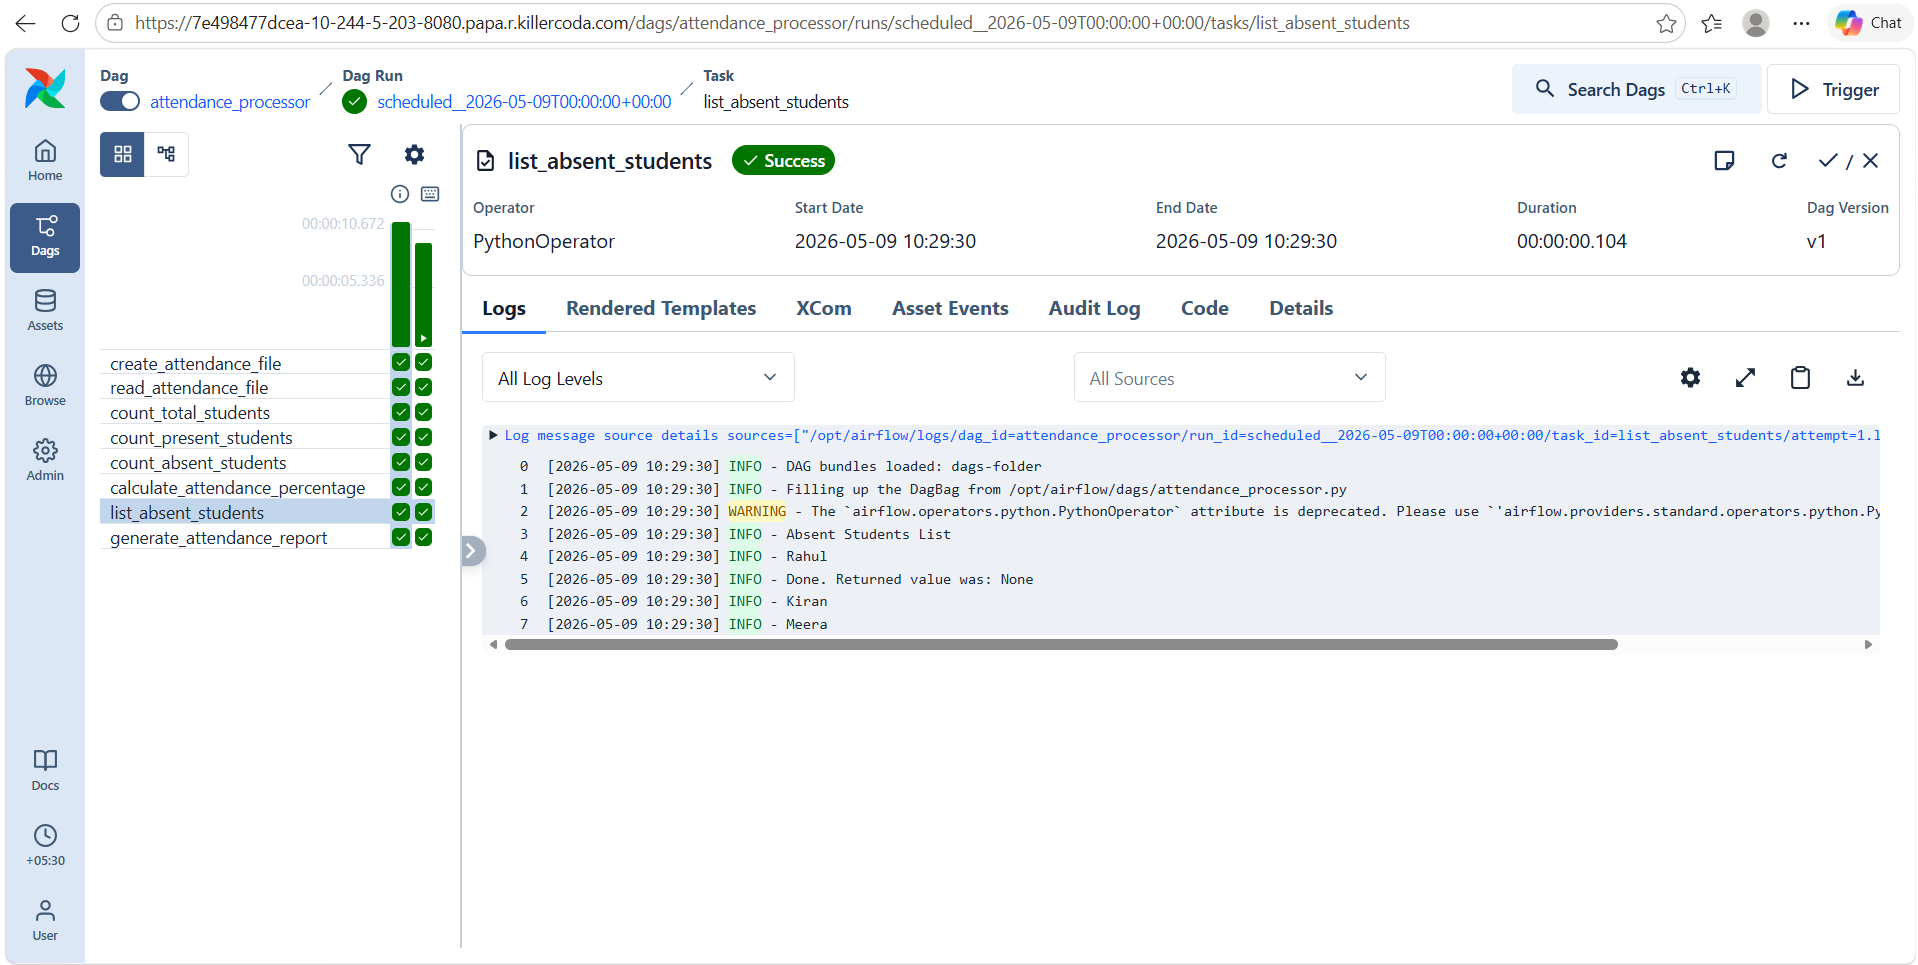 https://7e498477dcea-10-244-5-203-8080.papa.r.killercoda.com/dags/attendance_processor/runs/scheduled__2026-05-09T00:00:00+00:00/tasks/list_absent_students
Chat
Dag
attendance_processor
Dag Run
scheduled__2026-05-09T00:00:00+00:00
Task
list_absent_students
Search Dags Ctrl+K
Trigger
Home
Dags
Assets
Browse
Admin
Docs
+05:30
User
00:00:10.672
00:00:05.336
create_attendance_file
read_attendance_file
count_total_students
count_present_students
count_absent_students
calculate_attendance_percentage
list_absent_students
generate_attendance_report
list_absent_students Success
/
Operator Start Date End Date Duration Dag Version
PythonOperator 2026-05-09 10:29:30 2026-05-09 10:29:30 00:00:00.104 v1
Logs Rendered Templates XCom Asset Events Audit Log Code Details
All Log Levels All Sources
Log message source details sources=["/opt/airflow/logs/dag_id=attendance_processor/run_id=scheduled__2026-05-09T00:00:00+00:00/task_id=list_absent_students/attempt=1.l
0 [2026-05-09 10:29:30] INFO - DAG bundles loaded: dags-folder
1 [2026-05-09 10:29:30] INFO - Filling up the DagBag from /opt/airflow/dags/attendance_processor.py
2 [2026-05-09 10:29:30] WARNING - The `airflow.operators.python.PythonOperator` attribute is deprecated. Please use `'airflow.providers.standard.operators.python.Py
3 [2026-05-09 10:29:30] INFO - Absent Students List
4 [2026-05-09 10:29:30] INFO - Rahul
5 [2026-05-09 10:29:30] INFO - Done. Returned value was: None
6 [2026-05-09 10:29:30] INFO - Kiran
7 [2026-05-09 10:29:30] INFO - Meera